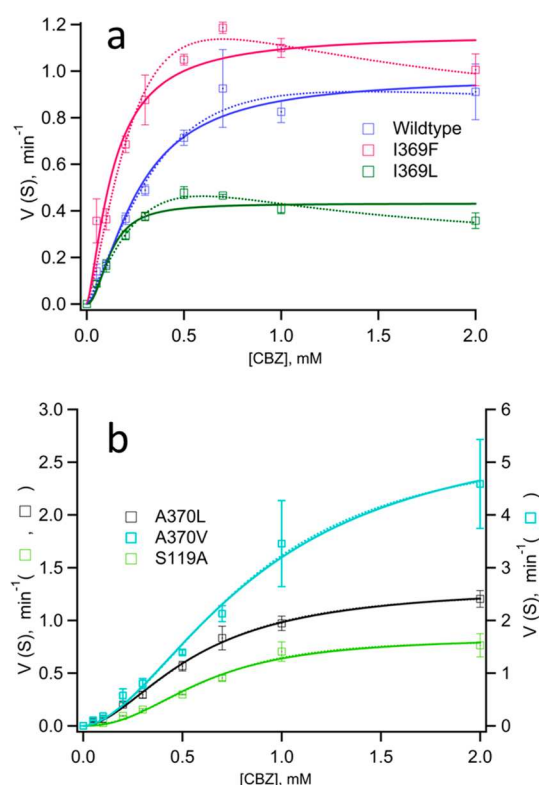 a
1.2
1.0
0.8
0.6
0.4
0.2
0.0
V (S), min-1
Wildtype
I369F
I369L
0.0 0.5 1.0 1.5 2.0
[CBZ], mM
b
3.0
2.5
2.0
1.5
1.0
0.5
0.0
V (S), min-1( , )
A370L
A370V
S119A
6
5
4
3
2
1
0
V (S), min-1( )
0.0 0.5 1.0 1.5 2.0
[CBZ], mM